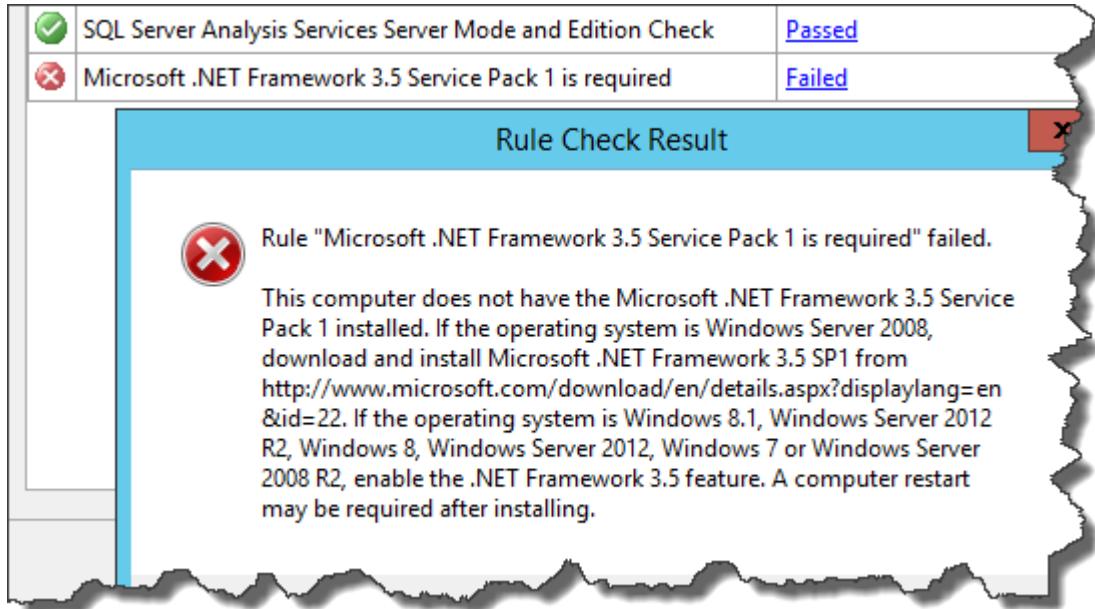 SQL Server Analysis Services Server Mode and Edition Check Passed
Microsoft .NET Framework 3.5 Service Pack 1 is required Failed
Rule Check Result
x
Rule "Microsoft .NET Framework 3.5 Service Pack 1 is required" failed.
This computer does not have the Microsoft .NET Framework 3.5 Service
Pack 1 installed. If the operating system is Windows Server 2008,
download and install Microsoft .NET Framework 3.5 SP1 from
http://www.microsoft.com/download/en/details.aspx?displaylang=en
&id=22. If the operating system is Windows 8.1, Windows Server 2012
R2, Windows 8, Windows Server 2012, Windows 7 or Windows Server
2008 R2, enable the .NET Framework 3.5 feature. A computer restart
may be required after installing.